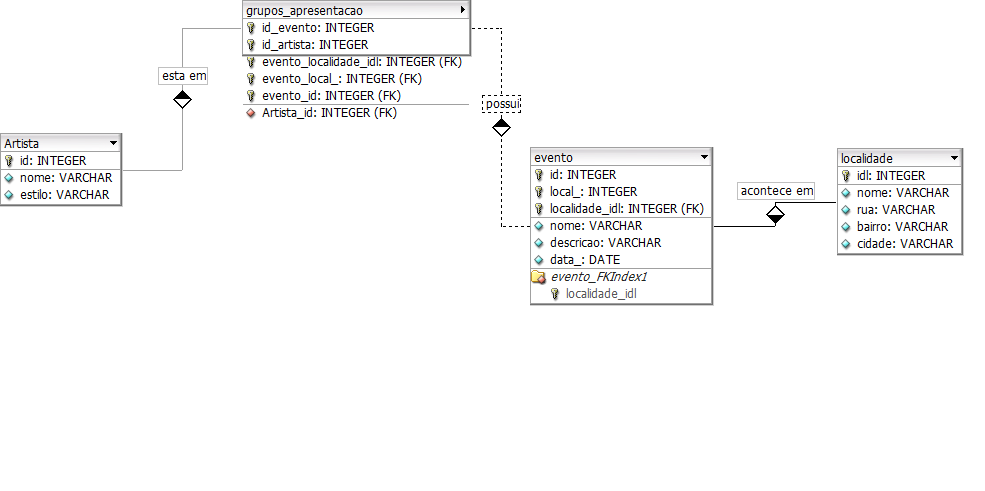 grupos_apresentacao
id_evento: INTEGER
id_artista: INTEGER
evento_localidade_idl: INTEGER (FK)
evento_local_: INTEGER (FK)
evento_id: INTEGER (FK)
Artista_id: INTEGER (FK)
esta em
possui
Artista
id: INTEGER
nome: VARCHAR
estilo: VARCHAR
evento
id: INTEGER
local_: INTEGER
localidade_idl: INTEGER (FK)
nome: VARCHAR
descricao: VARCHAR
data_: DATE
evento_FKIndex1
localidade_idl
acontece em
localidade
idl: INTEGER
nome: VARCHAR
rua: VARCHAR
bairro: VARCHAR
cidade: VARCHAR